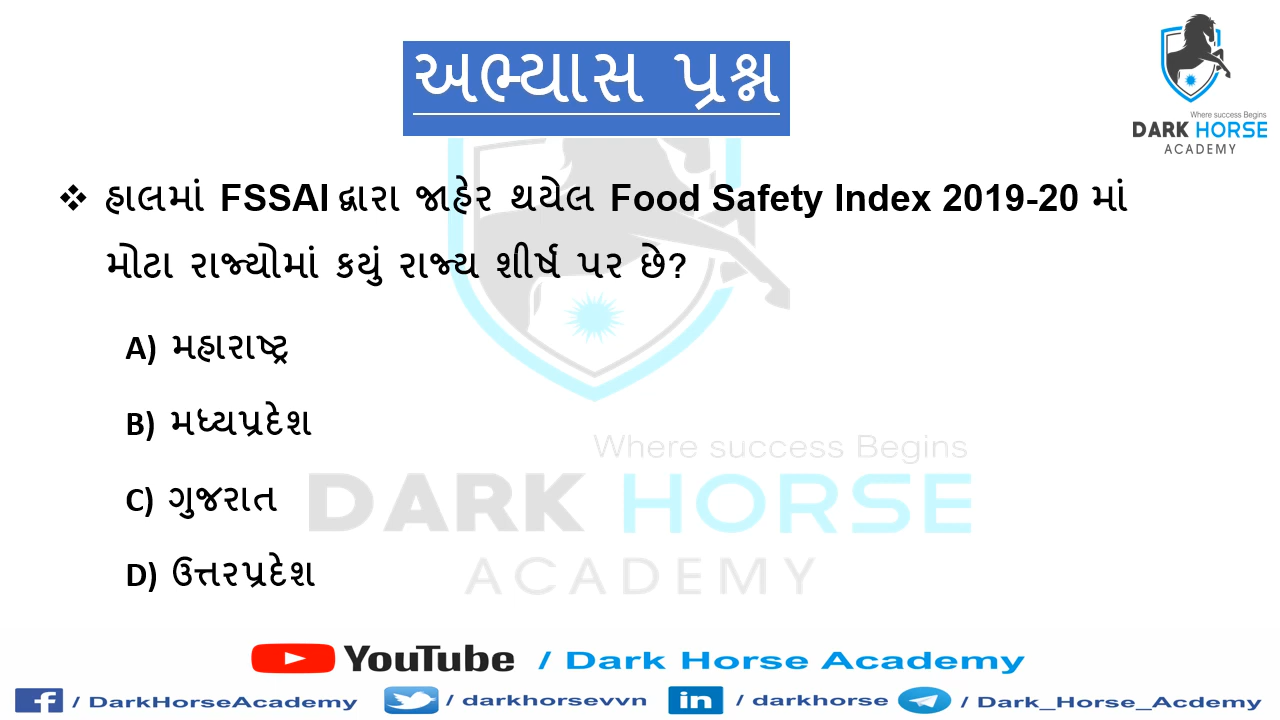 અભ્યાસ પ્રશ્ન
Where success Begins
DARK HORSE
ACADEMY
❖ હાલમાં FSSAI દ્વારા જાહેર થયેલ Food Safety Index 2019-20 માં
મોટા રાજ્યોમાં કયું રાજ્ય શીર્ષ પર છે?
A) મહારાષ્ટ્ર
B) મધ્યપ્રદેશ
C) ગુજરાત
D) ઉત્તરપ્રદેશ
Where success Begins
DARK HORSE
ACADEMY
YouTube / Dark Horse Academy
f / DarkHorseAcademy / darkhorsevvn in / darkhorse / Dark_Horse_Acdemy